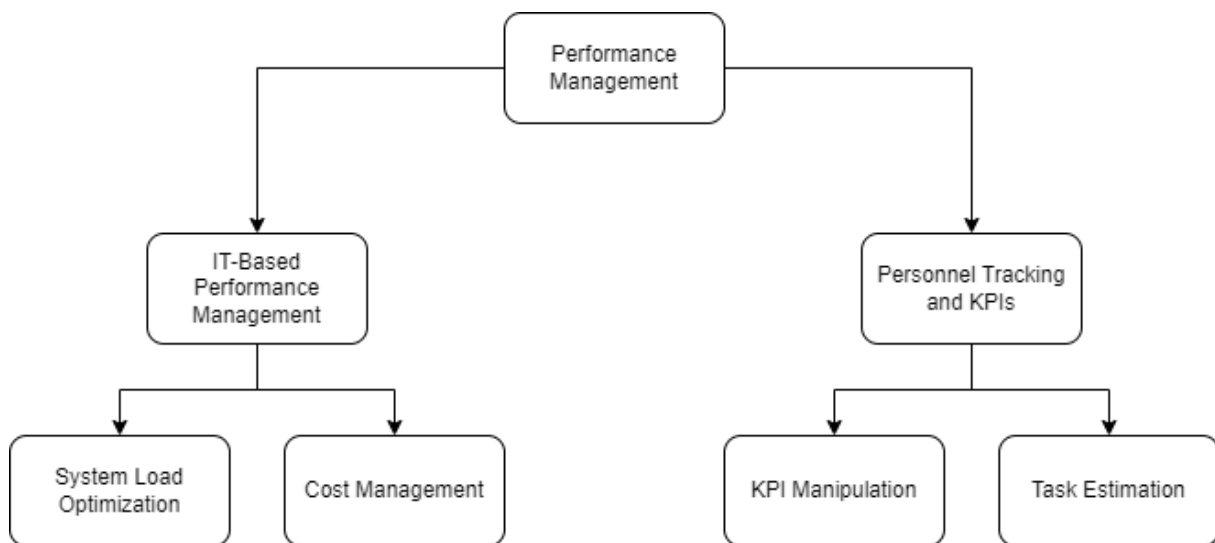 Performance
Management
IT-Based
Performance
Management
Personnel Tracking
and KPIs
System Load
Optimization
Cost Management
KPI Manipulation
Task Estimation